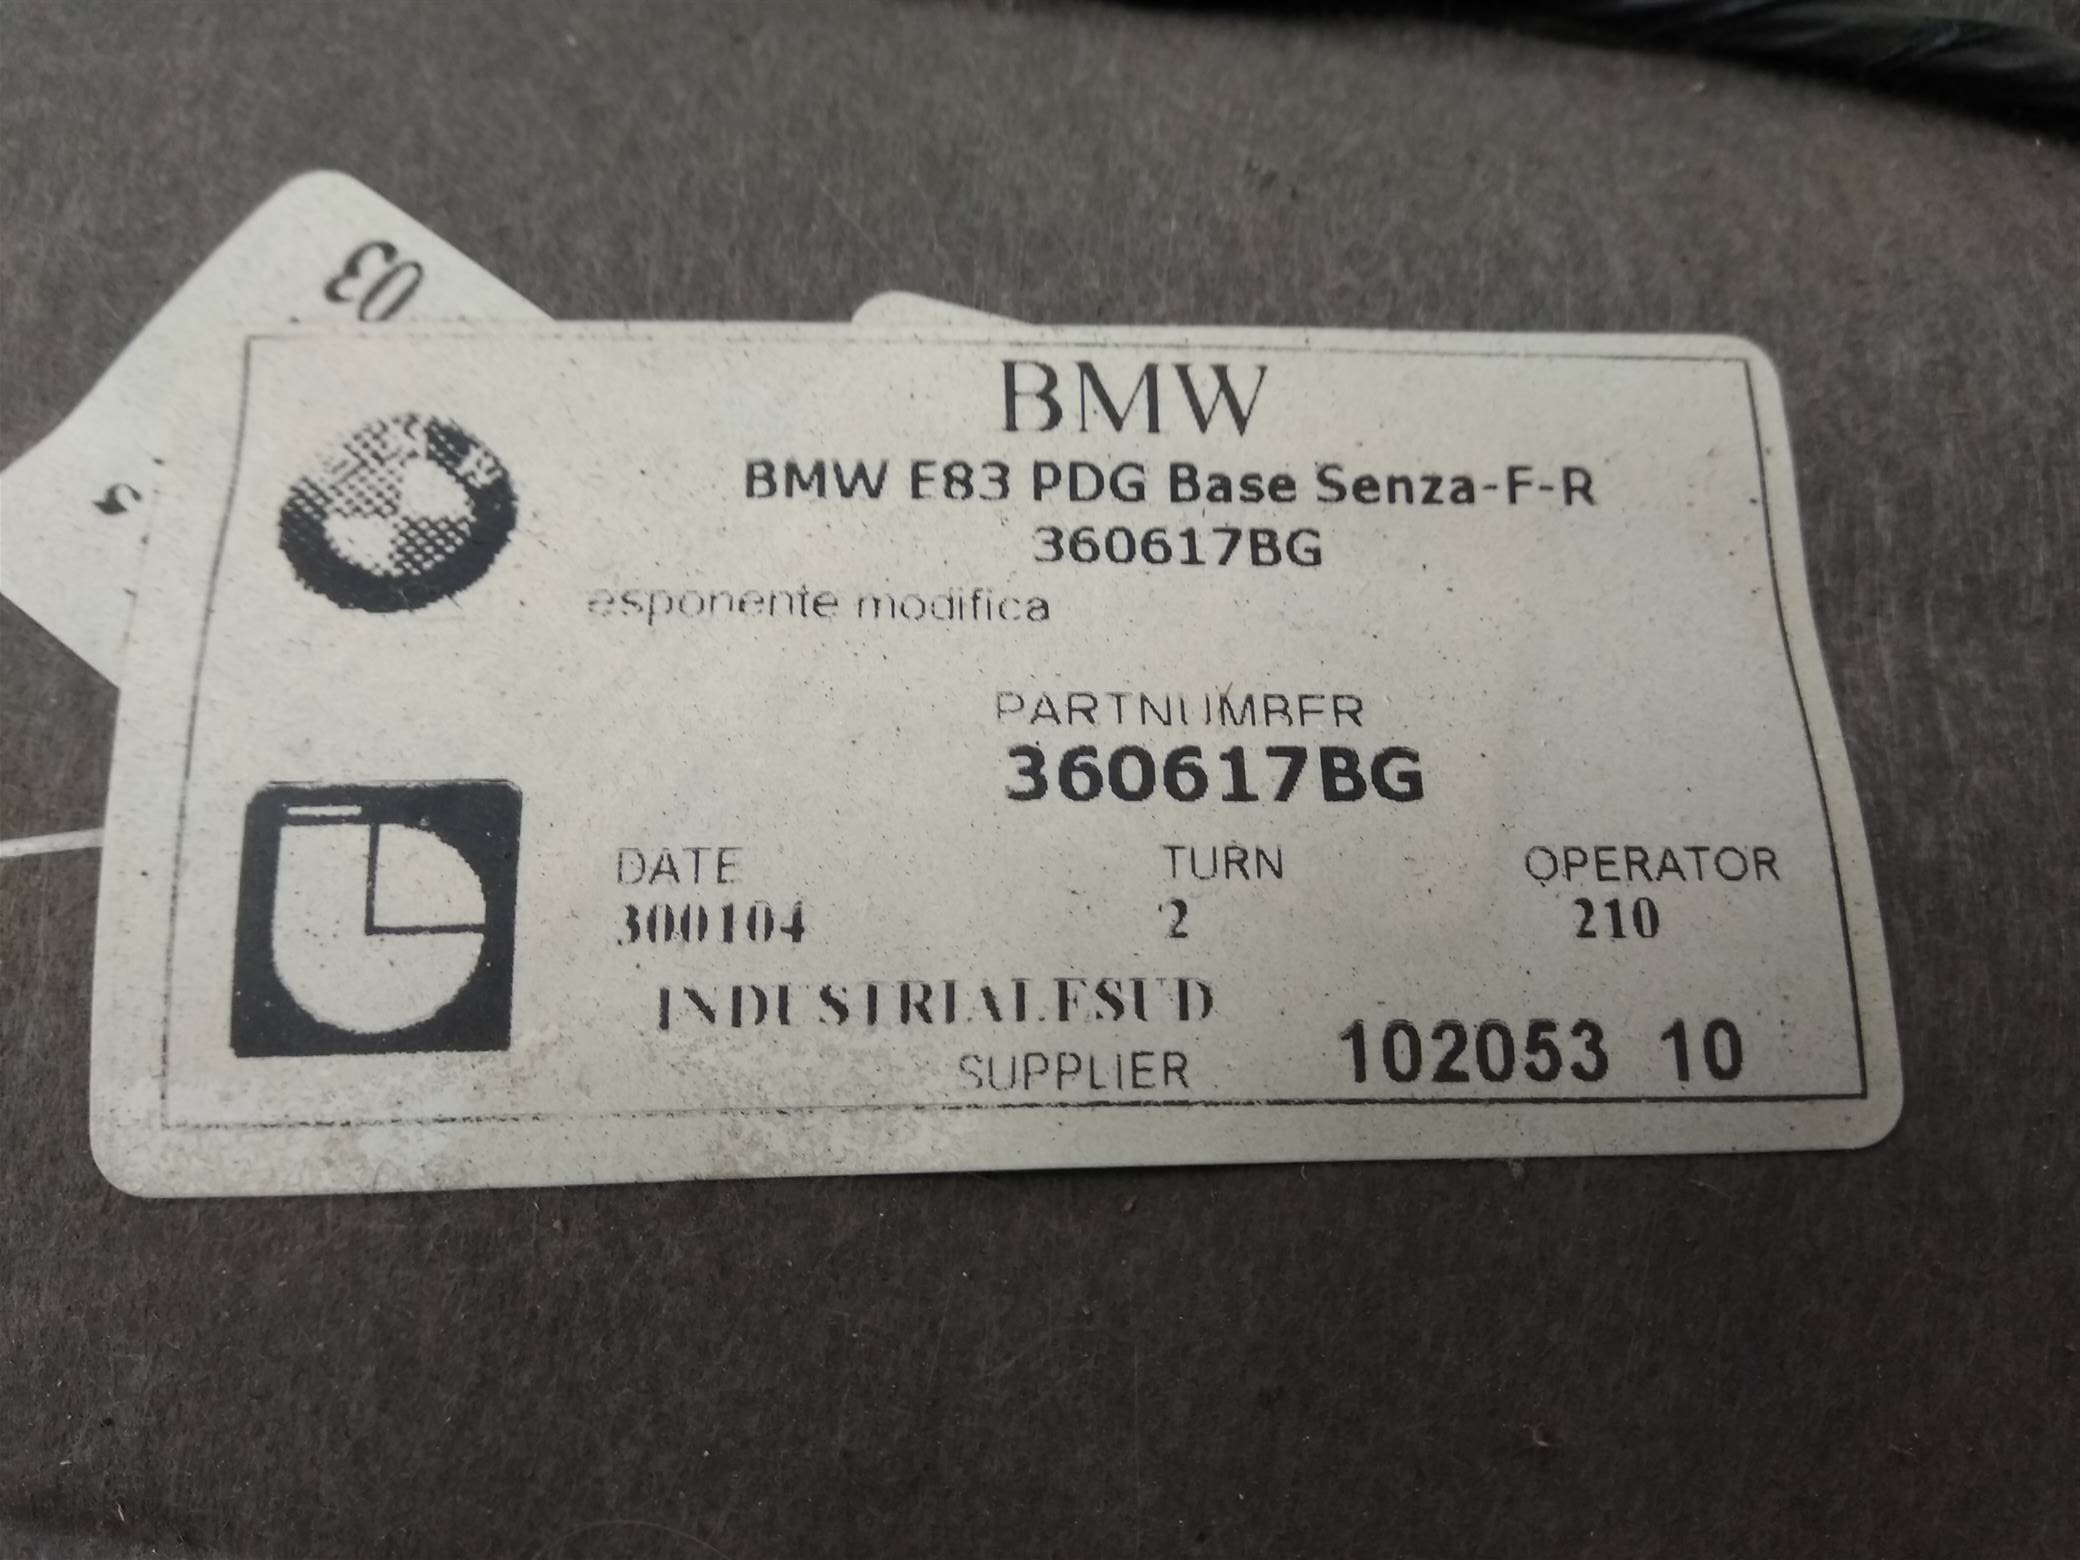 03
BMW
BMW E83 PDG Base Senza-F-R
360617BG
esponente modifica
PARTNUMBER
360617BG
DATE TURN OPERATOR
300104 2 210
INDUSTRIALESUD
SUPPLIER 102053 10